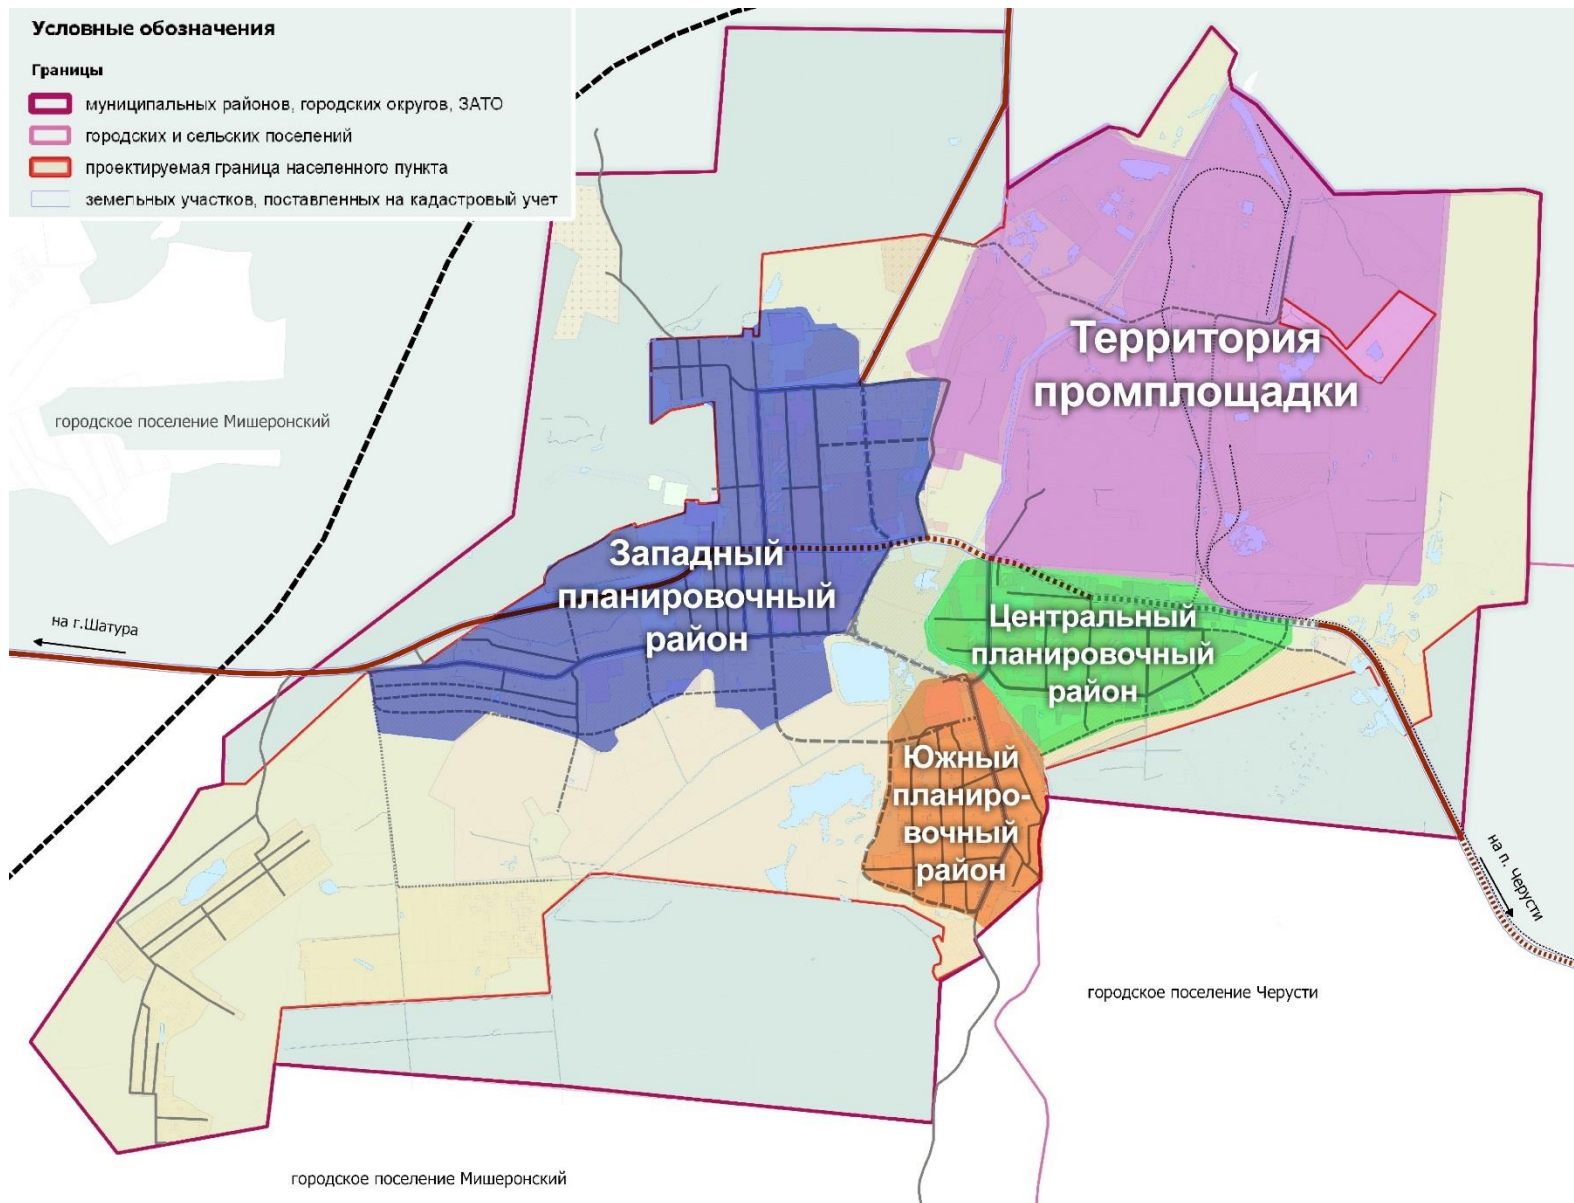 Условные обозначения
Границы
муниципальных районов, городских округов, ЗАТО
городских и сельских поселений
проектируемая граница населенного пункта
земельных участков, поставленных на кадастровый учет
Территория
промплощадки
городское поселение Мишеронский
Западный
планировочный
район
на г.Шатура
Центральный
планировочный
район
Южный
планиро-
вочный
район
на п. Черусти
городское поселение Черусти
городское поселение Мишеронский